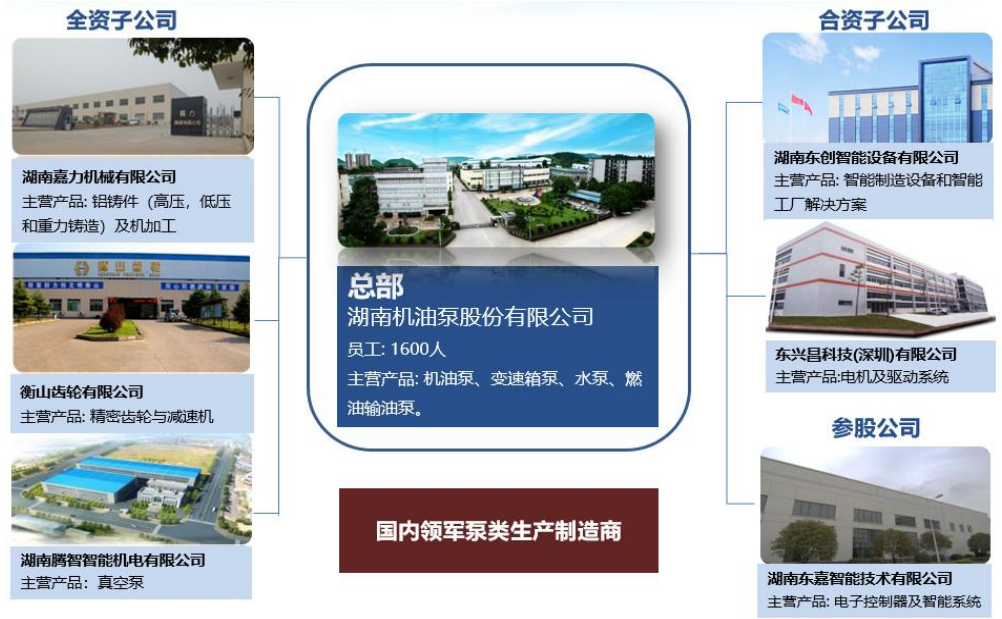 全资子公司
嘉力
湖南嘉力机械有限公司
主营产品: 铝铸件（高压，低压
和重力铸造）及机加工
衡山齿轮
衡山齿轮有限公司
主营产品: 精密齿轮与减速机
湖南腾智智能机电有限公司
主营产品：真空泵
总部
湖南机油泵股份有限公司
员工: 1600人
主营产品: 机油泵、变速箱泵、水泵、燃
油输油泵。
国内领军泵类生产制造商
合资子公司
湖南东创智能设备有限公司
主营产品: 智能制造设备和智能
工厂解决方案
东兴昌科技(深圳)有限公司
主营产品:电机及驱动系统
参股公司
湖南东嘉智能技术有限公司
主营产品: 电子控制器及智能系统